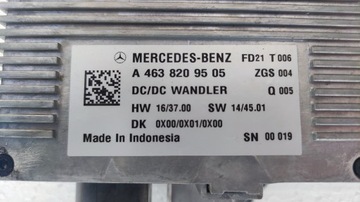 MERCEDES-BENZ FD21 T 006
A 463 820 95 05 ZGS 004
DC/DC WANDLER Q 005
HW 16/37.00 SW 14/45.01
DK 0X00/0X01/0X00
Made In Indonesia SN 00 019